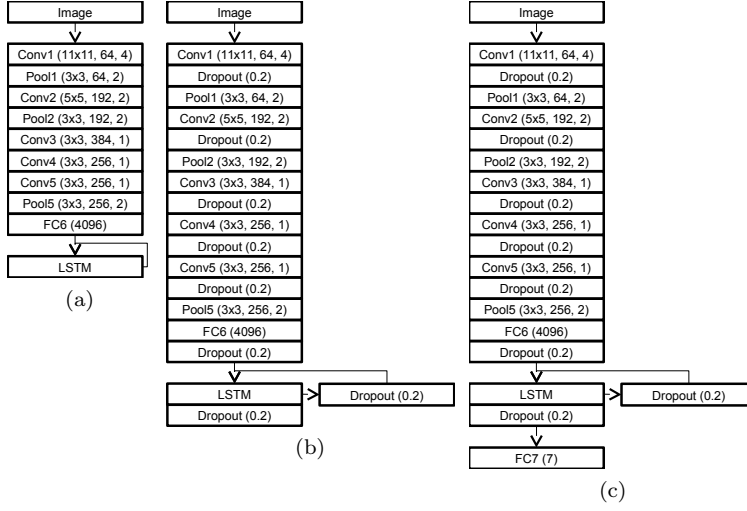 Image
Conv1 (11x11, 64, 4)
Pool1 (3x3, 64, 2)
Conv2 (5x5, 192, 2)
Pool2 (3x3, 192, 2)
Conv3 (3x3, 384, 1)
Conv4 (3x3, 256, 1)
Conv5 (3x3, 256, 1)
Pool5 (3x3, 256, 2)
FC6 (4096)
LSTM
(a)
Image
Conv1 (11x11, 64, 4)
Dropout (0.2)
Pool1 (3x3, 64, 2)
Conv2 (5x5, 192, 2)
Dropout (0.2)
Pool2 (3x3, 192, 2)
Conv3 (3x3, 384, 1)
Dropout (0.2)
Conv4 (3x3, 256, 1)
Dropout (0.2)
Conv5 (3x3, 256, 1)
Dropout (0.2)
Pool5 (3x3, 256, 2)
FC6 (4096)
Dropout (0.2)
LSTM
Dropout (0.2)
Dropout (0.2)
(b)
Image
Conv1 (11x11, 64, 4)
Dropout (0.2)
Pool1 (3x3, 64, 2)
Conv2 (5x5, 192, 2)
Dropout (0.2)
Pool2 (3x3, 192, 2)
Conv3 (3x3, 384, 1)
Dropout (0.2)
Conv4 (3x3, 256, 1)
Dropout (0.2)
Conv5 (3x3, 256, 1)
Dropout (0.2)
Pool5 (3x3, 256, 2)
FC6 (4096)
Dropout (0.2)
LSTM
Dropout (0.2)
Dropout (0.2)
FC7 (7)
(c)